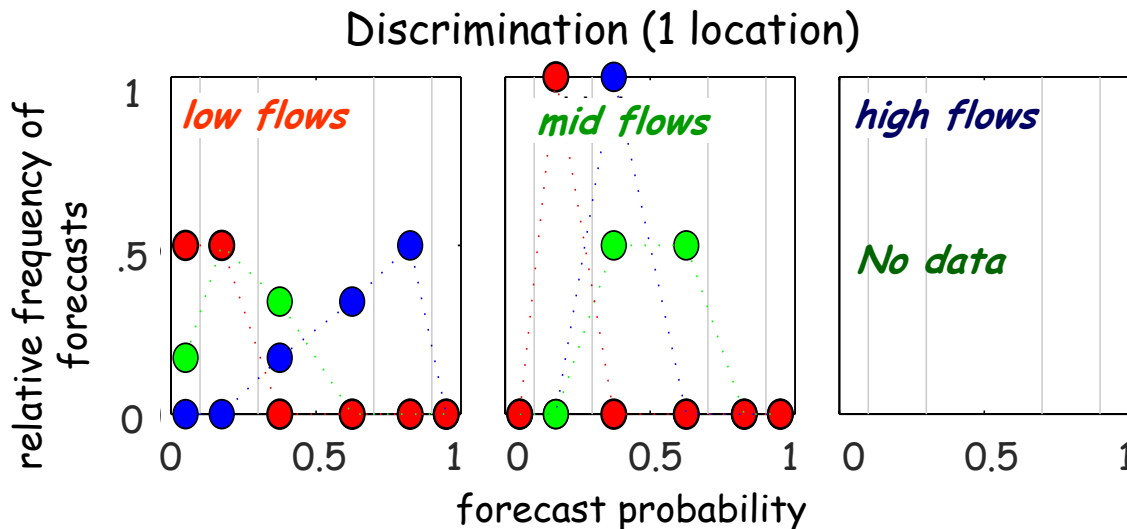 Discrimination (1 location)
relative frequency of
forecasts
1
.5
0
low flows
mid flows
high flows
No data
0 0.5 1
0 0.5 1
0 0.5 1
forecast probability